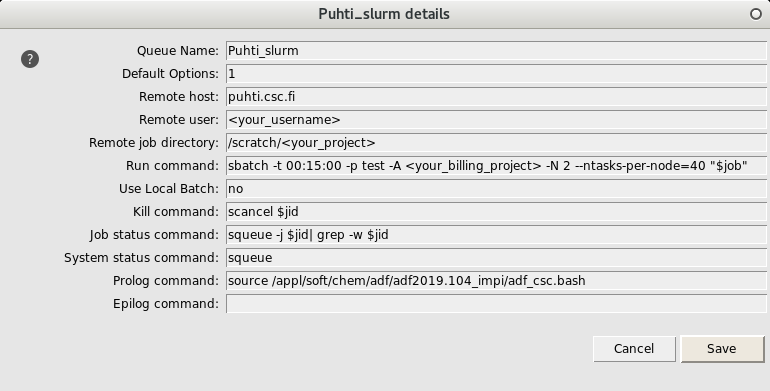 Puhti_slurm details
?
Queue Name: Puhti_slurm
Default Options: 1
Remote host: puhti.csc.fi
Remote user: <your_username>
Remote job directory: /scratch/<your_project>
Run command: sbatch -t 00:15:00 -p test -A <your_billing_project> -N 2 --ntasks-per-node=40 "$job"
Use Local Batch: no
Kill command: scancel $jid
Job status command: squeue -j $jid| grep -w $jid
System status command: squeue
Prolog command: source /appl/soft/chem/adf/adf2019.104_impi/adf_csc.bash
Epilog command:
Cancel Save